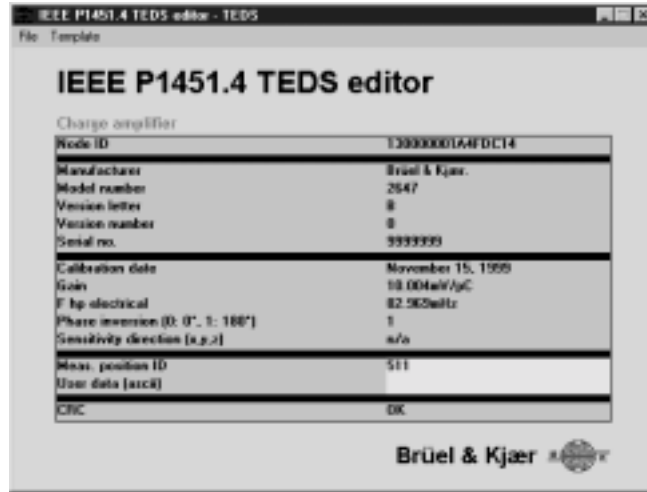 IEEE P1451.4 TEDS editor - TEDS
File Template
IEEE P1451.4 TEDS editor
Charge amplifier
Node ID 130000001A4FDC14
Manufacturer Brüel & Kjær.
Model number 2647
Version letter B
Version number 0
Serial no. 9999999
Calibration date November 15, 1999
Gain 10.004mV/pC
F hp electrical 82.969mHz
Phase inversion (0: 0°, 1: 180°) 1
Sensitivity direction (x,y,z) n/a
Meas. position ID 511
User data (ascii)
CRC OK
Brüel & Kjær